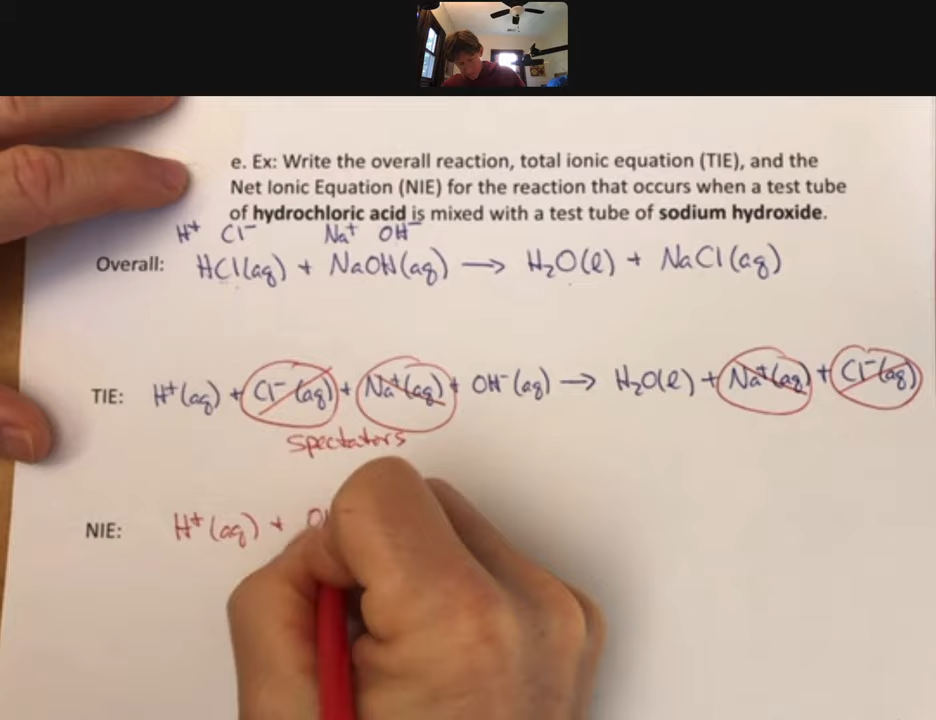 e. Ex: Write the overall reaction, total ionic equation (TIE), and the
Net Ionic Equation (NIE) for the reaction that occurs when a test tube
of hydrochloric acid is mixed with a test tube of sodium hydroxide.
H⁺ Cl⁻ Na⁺ OH⁻
Overall: HCl(aq) + NaOH(aq) → H₂O(l) + NaCl(aq)
TIE: H⁺(aq) + Cl⁻(aq) + Na⁺(aq) + OH⁻(aq) → H₂O(l) + Na⁺(aq) + Cl⁻(aq)
spectators
NIE: H⁺(aq) + O